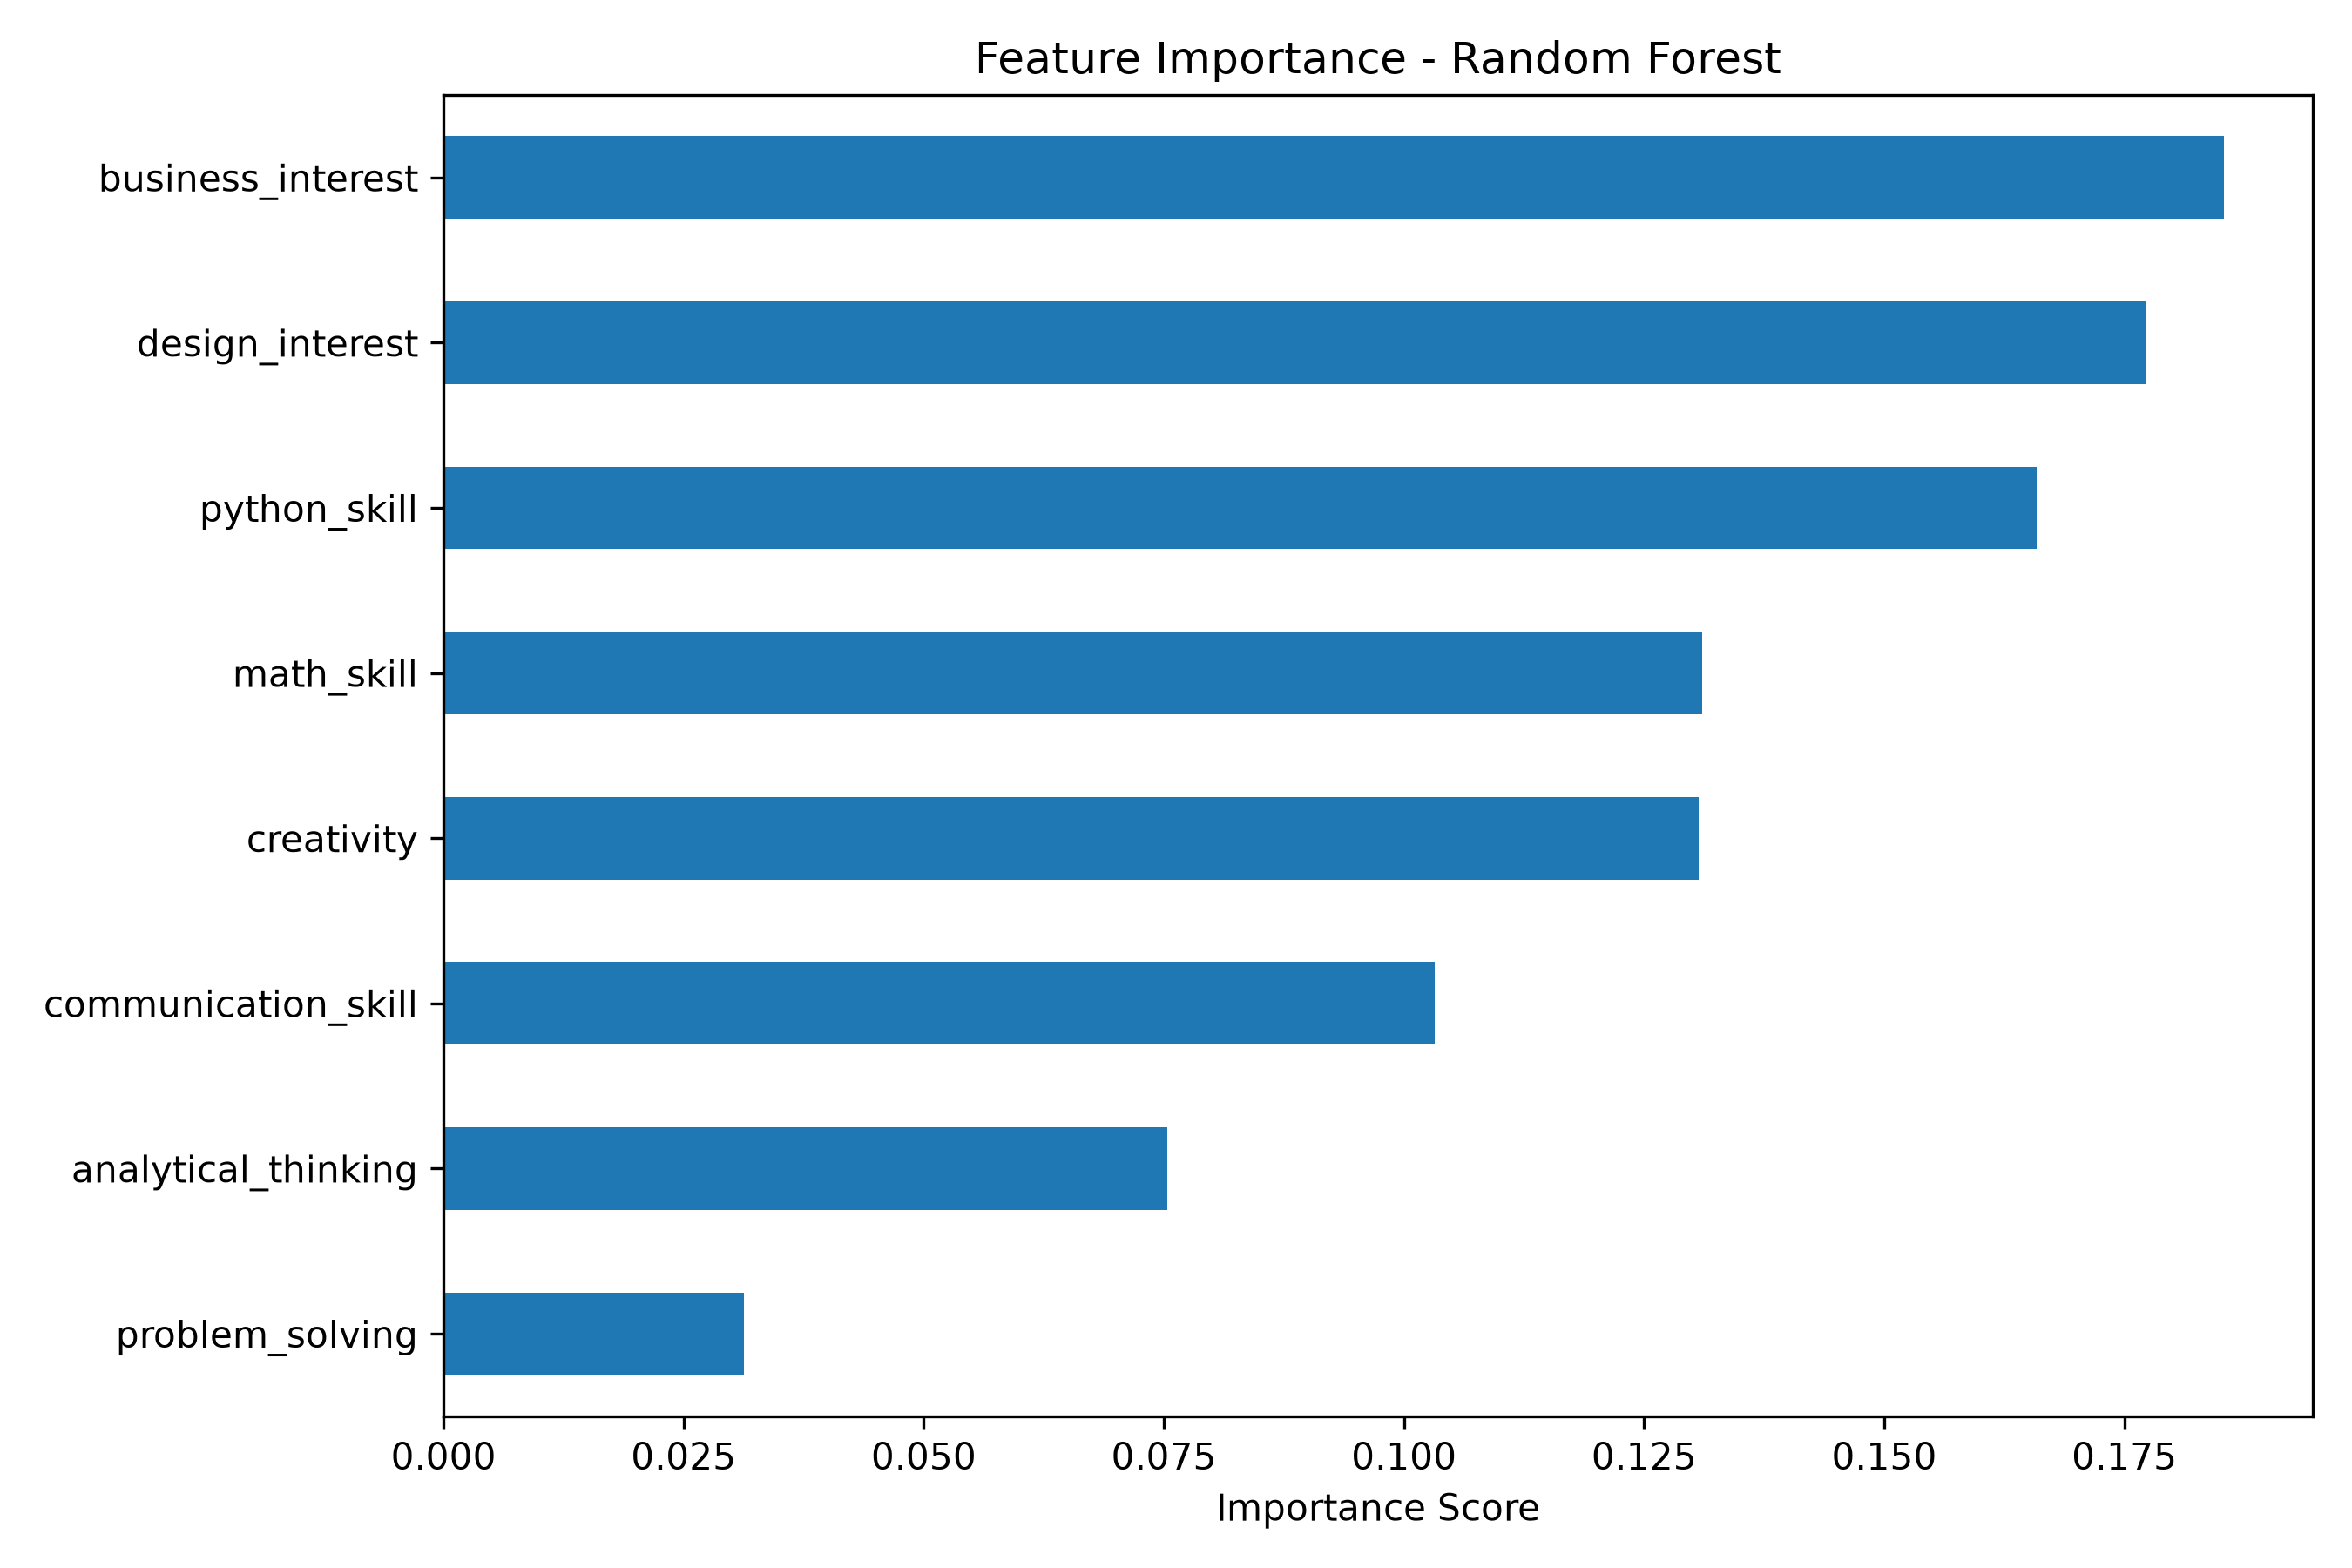 Feature Importance - Random Forest
business_interest
design_interest
python_skill
math_skill
creativity
communication_skill
analytical_thinking
problem_solving
0.000 0.025 0.050 0.075 0.100 0.125 0.150 0.175
Importance Score